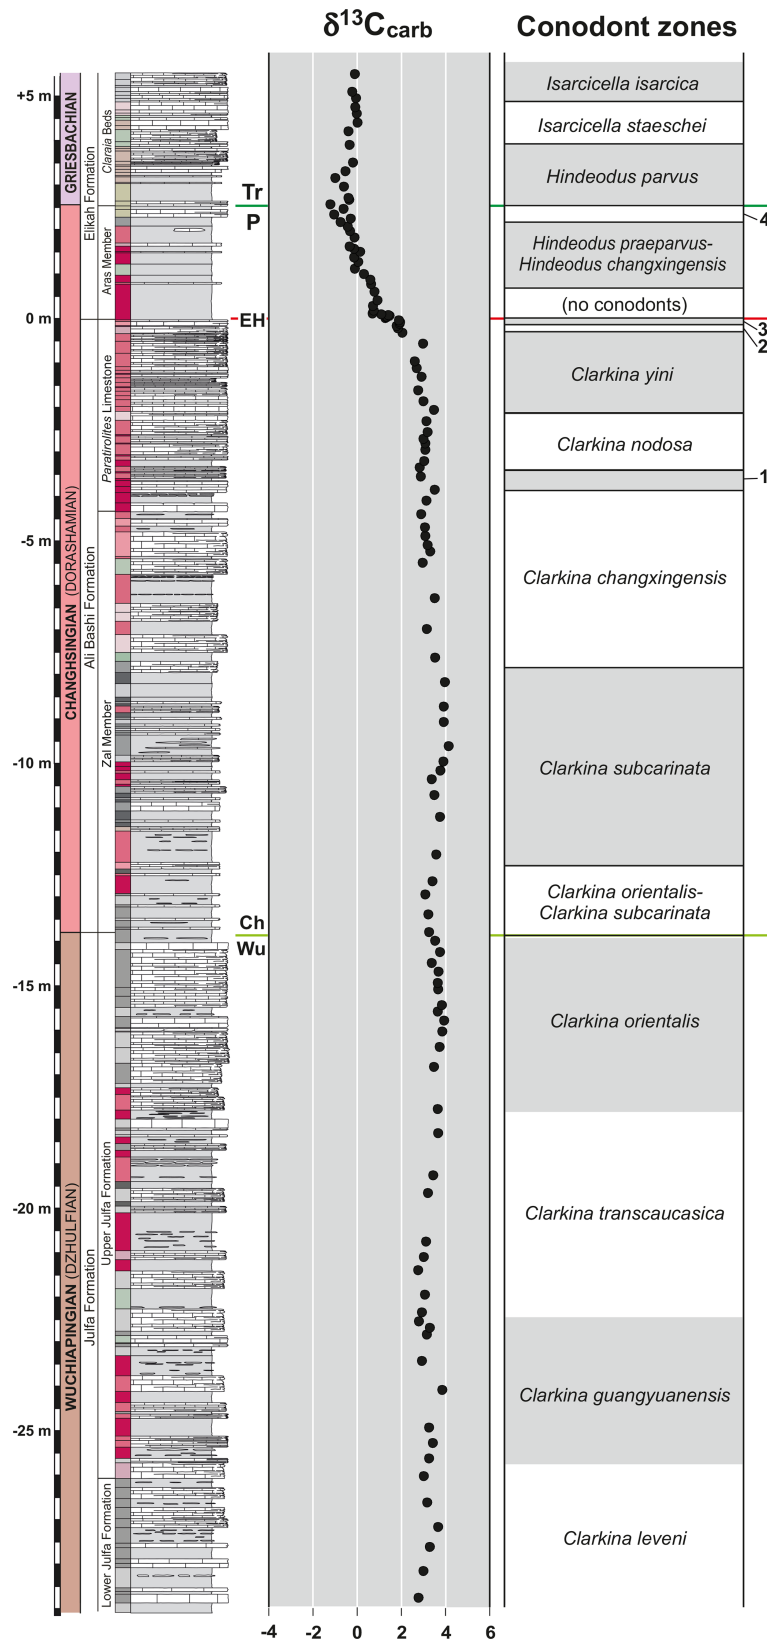 δ13Ccarb
Conodont zones
+5 m
0 m
-5 m
-10 m
-15 m
-20 m
-25 m
GRIESBACHIAN
CHANGHSINGIAN (DORASHAMIAN)
WUCHIAPINGIAN (DZHULFIAN)
Elikah Formation
Ali Bashi Formation
Julfa Formation
Claraia Beds
Aras Member
Paratirolites Limestone
Zal Member
Upper Julfa Formation
Lower Julfa Formation
Tr
P
EH
Ch
Wu
Isarcicella isarcica
Isarcicella staeschei
Hindeodus parvus
4
Hindeodus praeparvus-
Hindeodus changxingensis
(no conodonts)
3
2
Clarkina yini
Clarkina nodosa
1
Clarkina changxingensis
Clarkina subcarinata
Clarkina orientalis-
Clarkina subcarinata
Clarkina orientalis
Clarkina transcaucasica
Clarkina guangyuanensis
Clarkina leveni
-4 -2 0 2 4 6